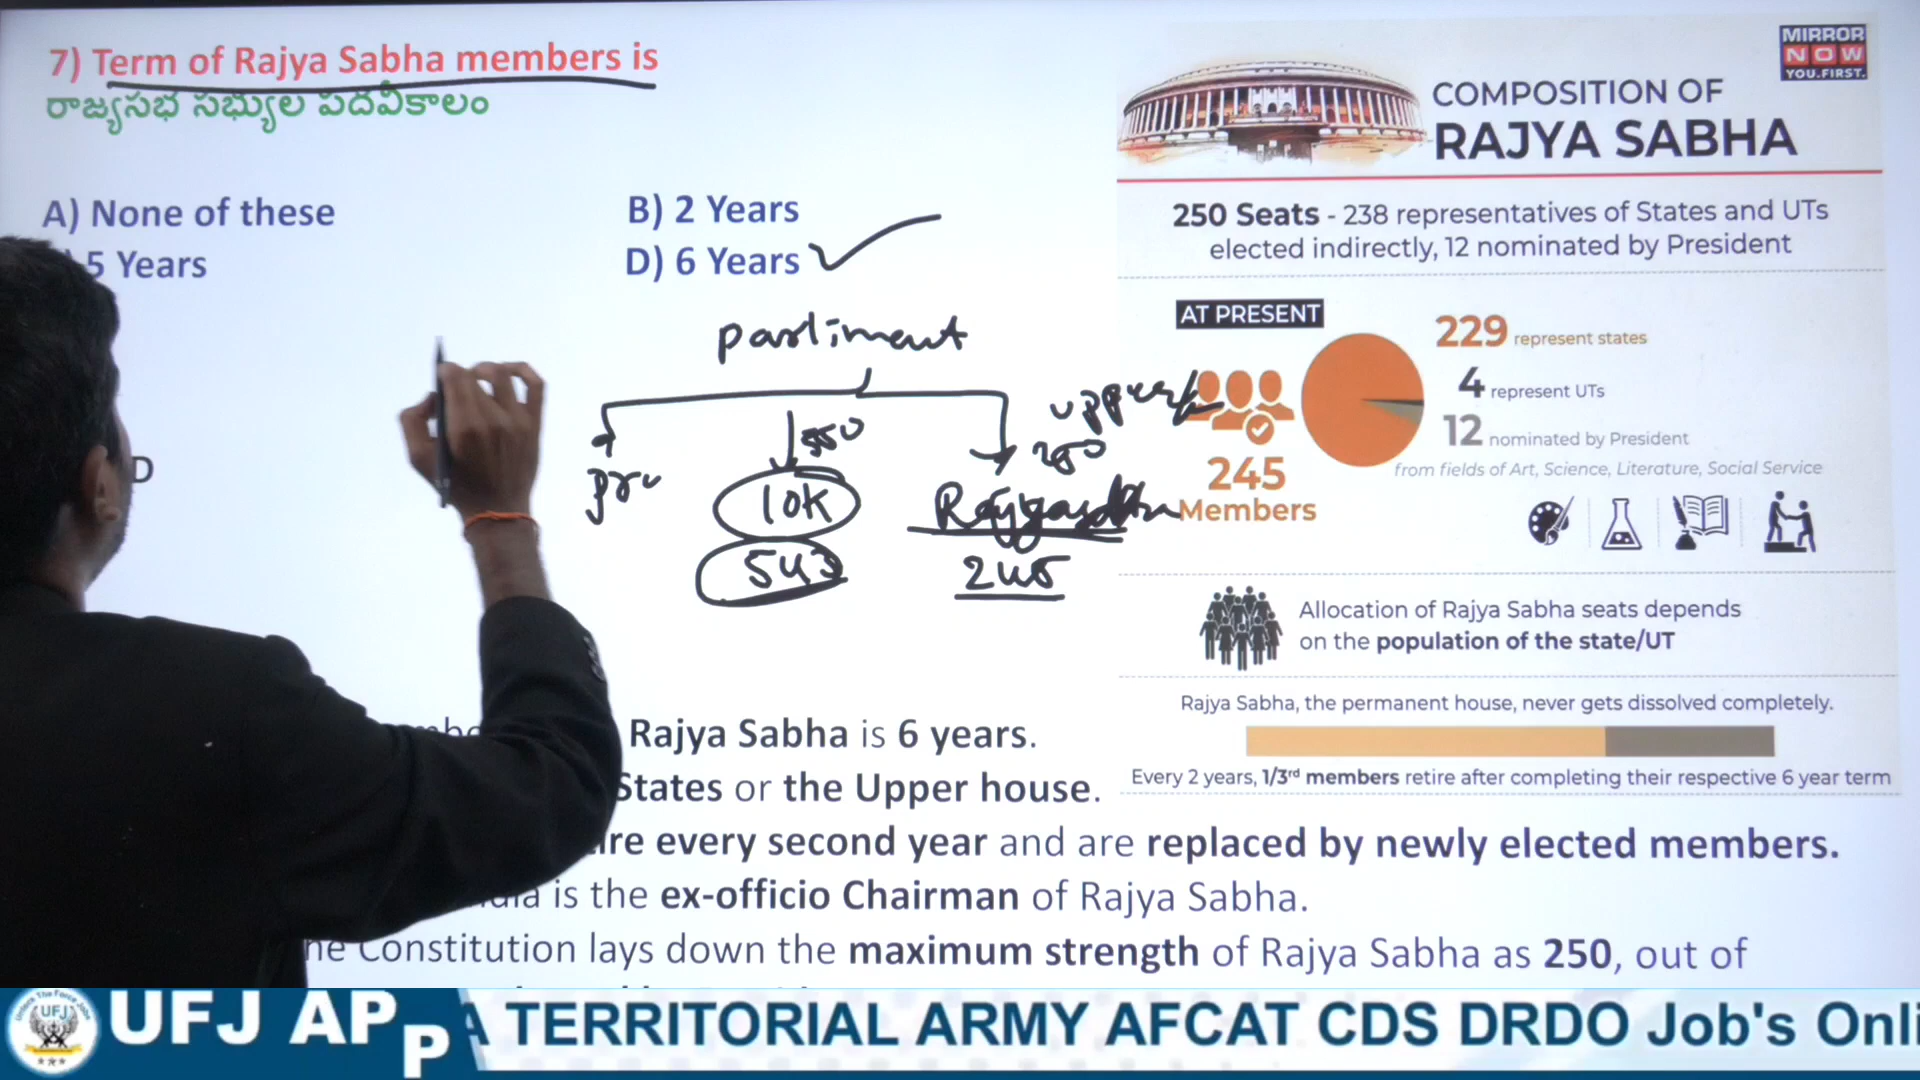 7) Term of Rajya Sabha members is
రాజ్యసభ సభ్యుల పదవీకాలం
A) None of these
B) 2 Years
5 Years
D) 6 Years
parliment
550
upper
250
10K
543
245
D
MIRROR
NOW
YOU.FIRST.
COMPOSITION OF
RAJYA SABHA
250 Seats - 238 representatives of States and UTs
elected indirectly, 12 nominated by President
AT PRESENT
229 represent states
4 represent UTs
12 nominated by President
from fields of Art, Science, Literature, Social Service
245
Members
Allocation of Rajya Sabha seats depends
on the population of the state/UT
Rajya Sabha, the permanent house, never gets dissolved completely.
Every 2 years, 1/3rd members retire after completing their respective 6 year term
Rajya Sabha is 6 years.
States or the Upper house.
every second year and are replaced by newly elected members.
is the ex-officio Chairman of Rajya Sabha.
Constitution lays down the maximum strength of Rajya Sabha as 250, out of
UFJ
UFJ APP
A TERRITORIAL ARMY AFCAT CDS DRDO Job's Onli